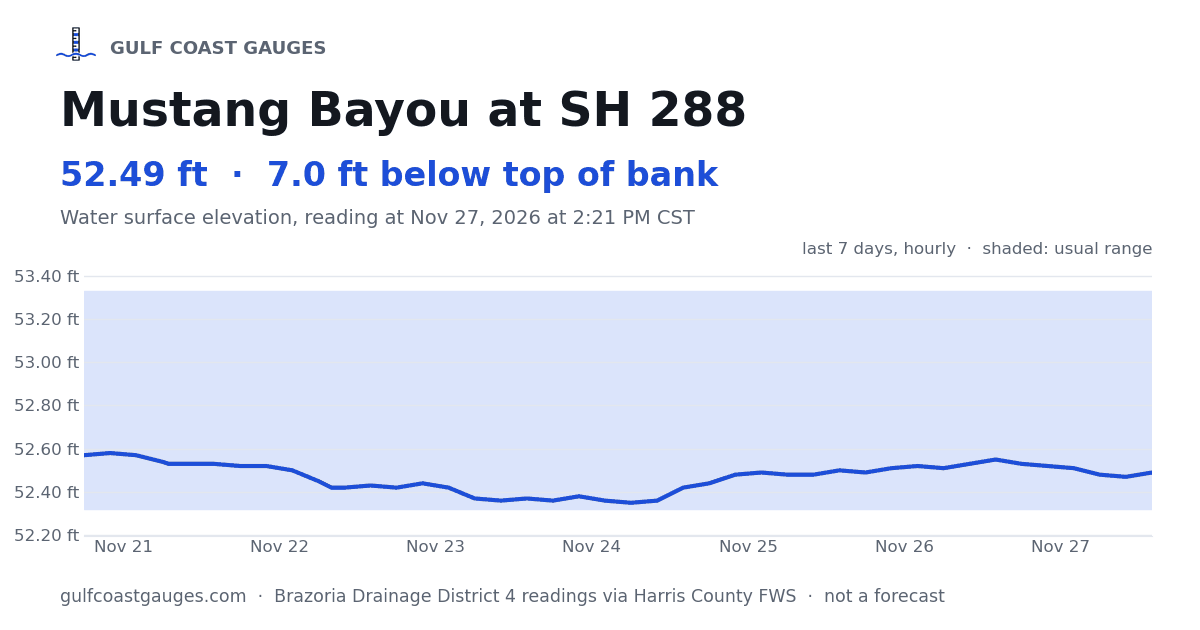 GULF COAST GAUGES
Mustang Bayou at SH 288
52.49 ft · 7.0 ft below top of bank
Water surface elevation, reading at Nov 27, 2026 at 2:21 PM CST
last 7 days, hourly · shaded: usual range
53.40 ft
53.20 ft
53.00 ft
52.80 ft
52.60 ft
52.40 ft
52.20 ft
Nov 21 Nov 22 Nov 23 Nov 24 Nov 25 Nov 26 Nov 27
gulfcoastgauges.com · Brazoria Drainage District 4 readings via Harris County FWS · not a forecast